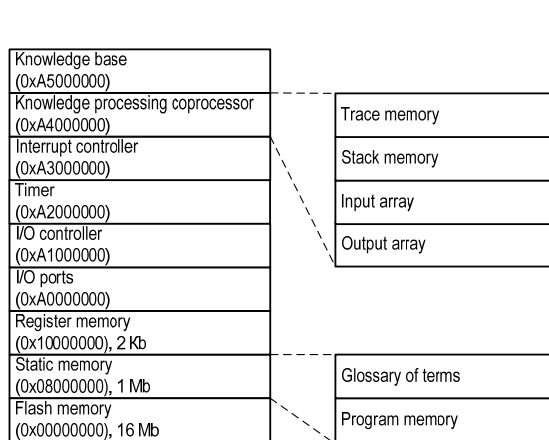 Knowledge base
(0xA5000000)
Knowledge processing coprocessor
(0xA4000000)
Interrupt controller
(0xA3000000)
Timer
(0xA2000000)
I/O controller
(0xA1000000)
I/O ports
(0xA0000000)
Register memory
(0x10000000), 2 Kb
Static memory
(0x08000000), 1 Mb
Flash memory
(0x00000000), 16 Mb
Trace memory
Stack memory
Input array
Output array
Glossary of terms
Program memory